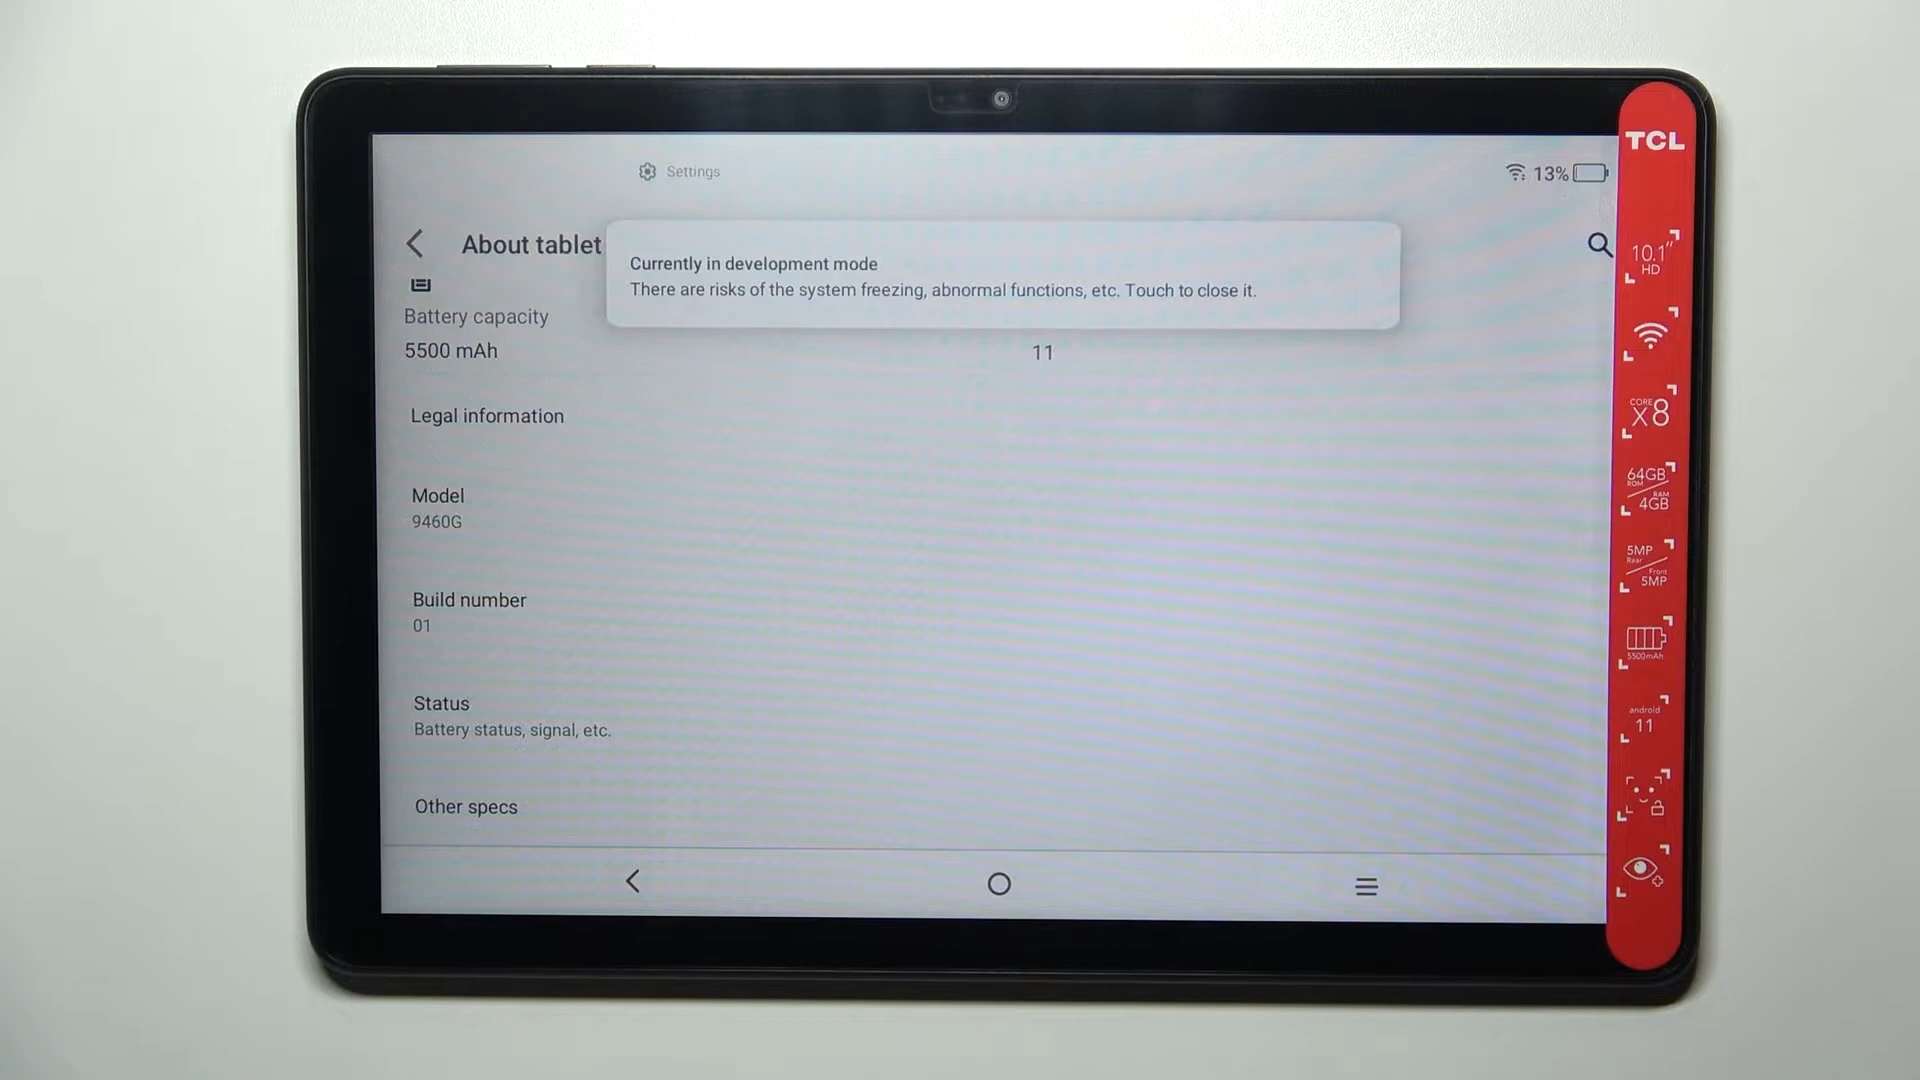 Settings
13%
About tablet
Currently in development mode
There are risks of the system freezing, abnormal functions, etc. Touch to close it.
Battery capacity
5500 mAh
11
Legal information
Model
9460G
Build number
01
Status
Battery status, signal, etc.
Other specs
TCL
10.1"
HD
CORE
X8
64GB
ROM
RAM
4GB
5MP
Rear
Front
5MP
5500mAh
android
11